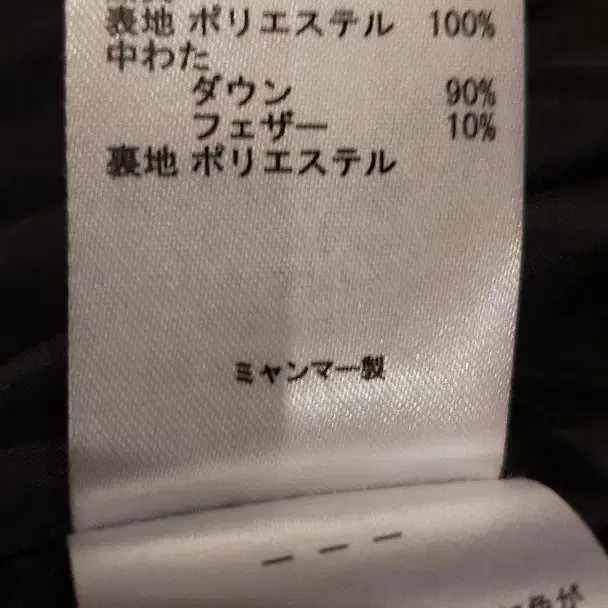 表地 ポリエステル 100%
中わた
ダウン 90%
フェザー 10%
裏地 ポリエステル
ミャンマー製